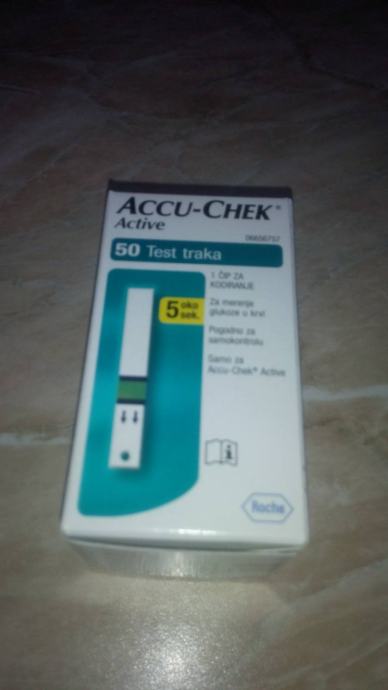 ACCU-CHEK®
Active
06656757
50 Test traka
1 ČIP ZA
KODIRANJE
5 oko
sek.
Za merenje
glukoze u krvi
Pogodno za
samokontrolu
Samo za
Accu-Chek® Active
Roche